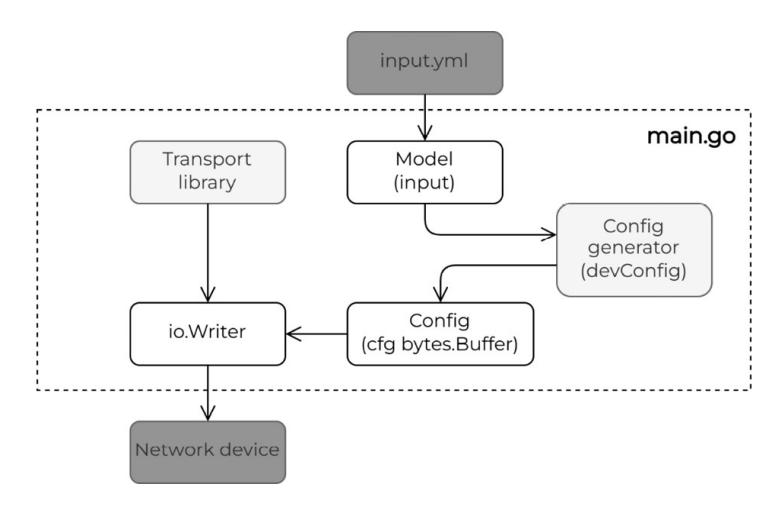 input.yml
main.go
Transport
library
Model
(input)
Config
generator
(devConfig)
io.Writer
Config
(cfg bytes.Buffer)
Network device